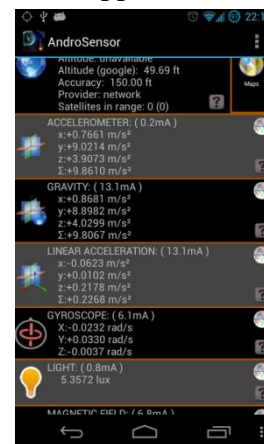 22:1
AndroSensor
Altitude: unavailable
Altitude (google): 49.69 ft
Accuracy: 150.00 ft
Provider: network
Satellites in range: 0 (0)
Maps
?
ACCELEROMETER: ( 0.2mA )
x:+0.7661 m/s²
y:+9.0214 m/s²
z:+3.9073 m/s²
Σ:+9.8610 m/s²
?
GRAVITY: ( 13.1mA )
x:+0.8681 m/s²
y:+8.8982 m/s²
z:+4.0299 m/s²
Σ:+9.8067 m/s²
?
LINEAR ACCELERATION: ( 13.1mA )
x:-0.0623 m/s²
y:+0.0102 m/s²
z:+0.2178 m/s²
Σ:+0.2268 m/s²
?
GYROSCOPE: ( 6.1mA )
X:-0.0232 rad/s
Y:+0.0330 rad/s
Z:-0.0037 rad/s
?
LIGHT: ( 0.8mA )
5.3572 lux
?
MAGNETIC FIELD: ( 6.8mA )